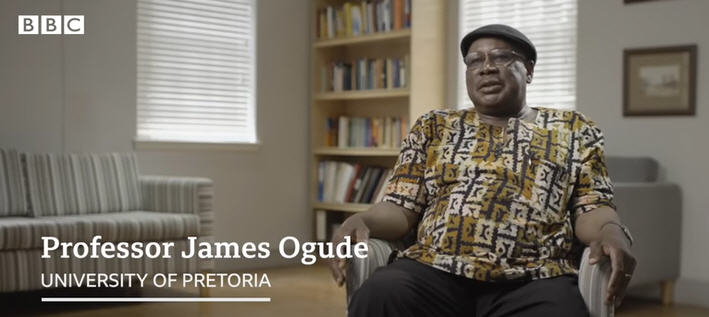 BBC
Professor James Ogude
UNIVERSITY OF PRETORIA